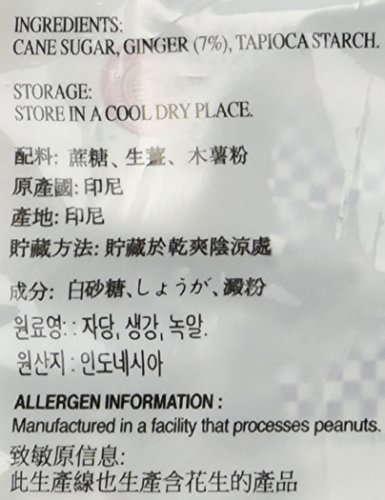 INGREDIENTS:
CANE SUGAR, GINGER (7%), TAPIOCA STARCH.
STORAGE:
STORE IN A COOL DRY PLACE.
配料: 蔗糖、生薑、木薯粉
原產國: 印尼
產地: 印尼
貯藏方法: 貯藏於乾爽陰涼處
成分: 白砂糖、しょうが、澱粉
원료명: : 자당, 생강, 녹말.
원산지 : 인도네시아
ALLERGEN INFORMATION :
Manufactured in a facility that processes peanuts.
致敏原信息:
此生產線也生產含花生的產品